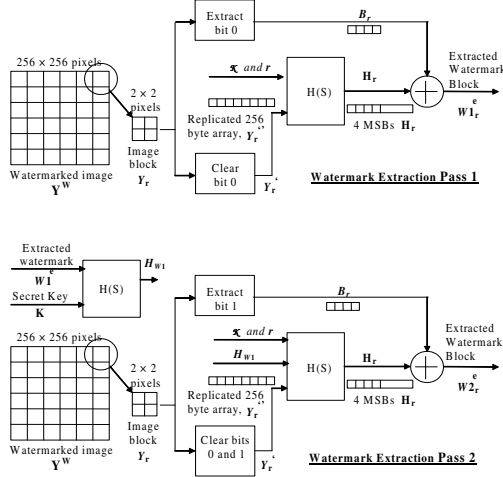 Extract
bit 0
B_r
256 × 256 pixels
2 × 2
pixels
κ and r
H(S)
H_r
Extracted
Watermark
Block
W1_r^e
Replicated 256
byte array, Y_r‘’
4 MSBs H_r
Image
block
Y_r
Clear
bit 0
Y_r‘
Watermarked image
Y^W
Watermark Extraction Pass 1
Extracted
watermark
W1^e
H_W1
H(S)
Secret Key
K
Extract
bit 1
B_r
256 × 256 pixels
2 × 2
pixels
κ and r
H_W1
H(S)
H_r
Extracted
Watermark
Block
W2_r^e
Replicated 256
byte array, Y_r‘’
4 MSBs H_r
Image
block
Y_r
Clear bits
0 and 1
Y_r‘
Watermarked image
Y^W
Watermark Extraction Pass 2